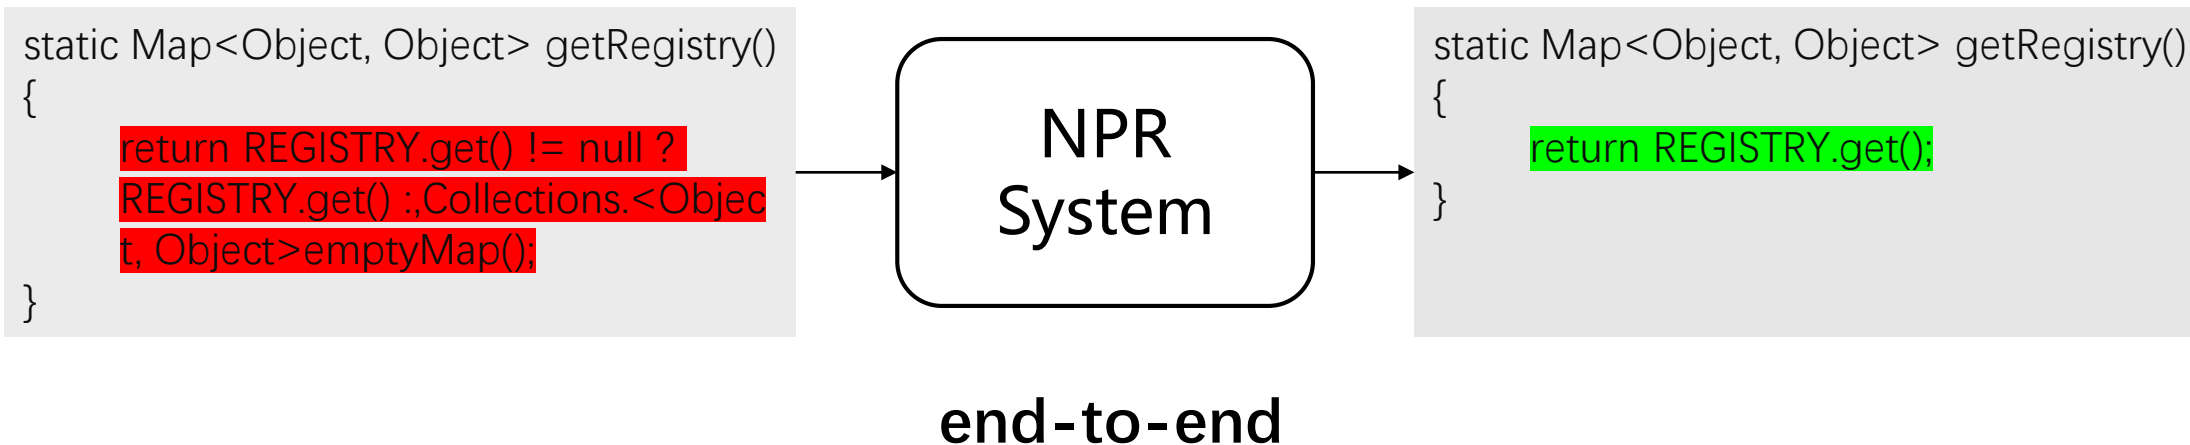 static Map<Object, Object> getRegistry()
{
return REGISTRY.get() != null ?
REGISTRY.get() :,Collections.<Objec
t, Object>emptyMap();
}
NPR
System
static Map<Object, Object> getRegistry()
{
return REGISTRY.get();
}
end-to-end